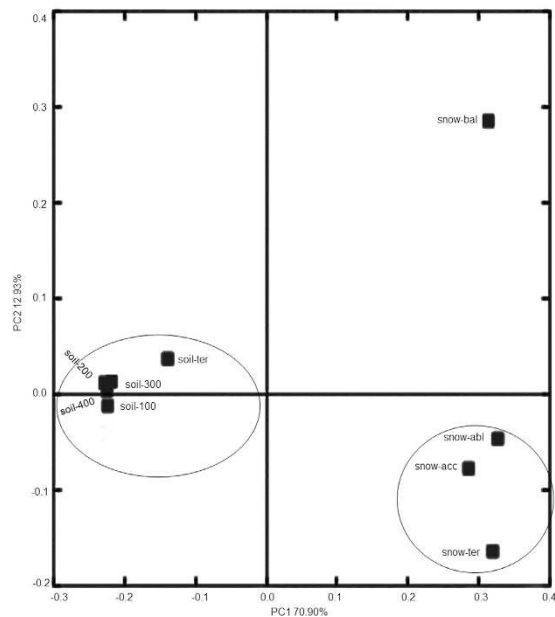 0.4
snow-bal
0.3
0.2
PC2 12.93%
0.1
soil-200
soil-ter
soil-300
0.0
soil-400
soil-100
snow-abl
snow-acc
-0.1
snow-ter
-0.2
-0.3
-0.2
-0.1
0.0
0.1
0.2
0.3
0.4
PC1 70.90%